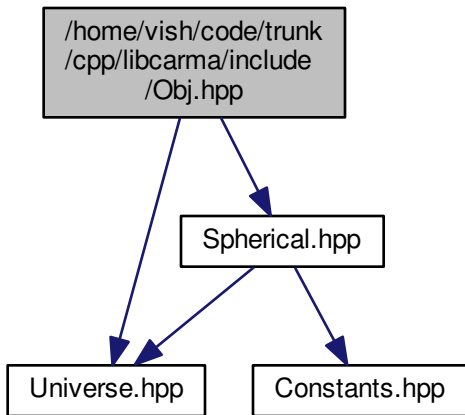 /home/vish/code/trunk
/cpp/libcarma/include
/Obj.hpp
Spherical.hpp
Universe.hpp
Constants.hpp